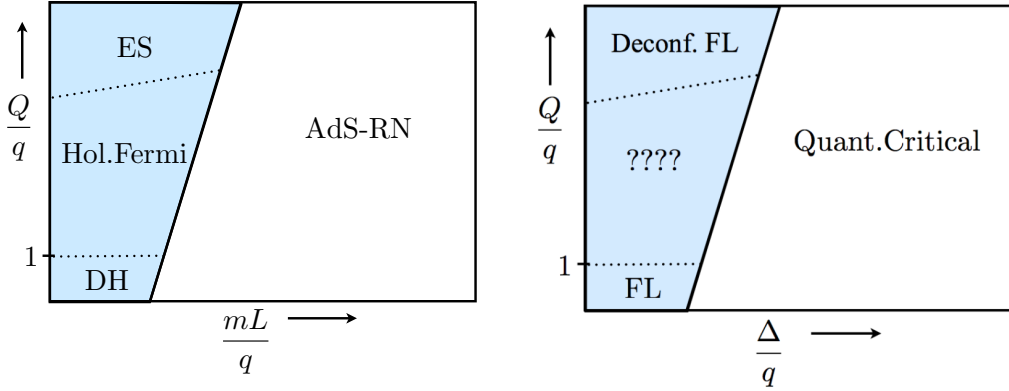 ES
Q/q
Hol.Fermi
AdS-RN
1
DH
mL/q
Deconf. FL
Q/q
????
Quant.Critical
1
FL
Δ/q